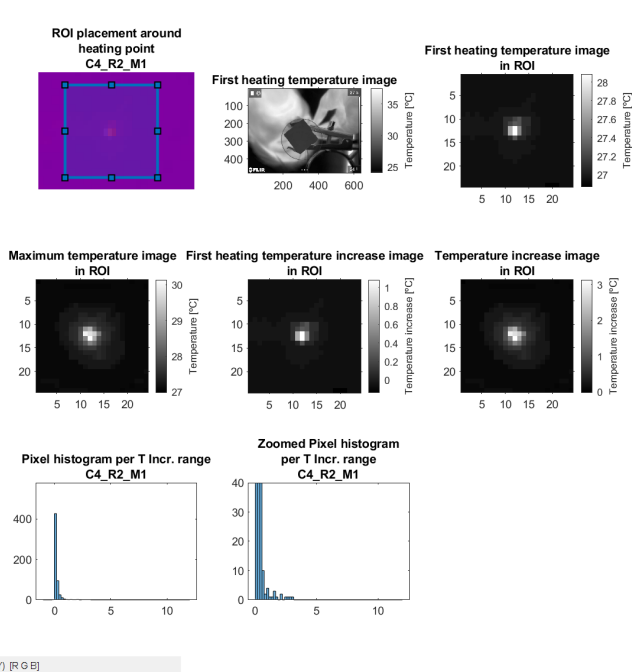 ROI placement around
heating point
C4_R2_M1
First heating temperature image
100
200
300
400
200 400 600
35
30
25
Temperature [ºC]
FLIR
First heating temperature image
in ROI
5
10
15
20
5 10 15 20
28
27.8
27.6
27.4
27.2
27
Temperature [ºC]
Maximum temperature image
in ROI
5
10
15
20
5 10 15 20
30
29
28
27
Temperature [ºC]
First heating temperature increase image
in ROI
5
10
15
20
5 10 15 20
1
0.8
0.6
0.4
0.2
0
Temperature increase [ºC]
Temperature increase image
in ROI
5
10
15
20
5 10 15 20
3
2
1
0
Temperature increase [ºC]
Pixel histogram per T Incr. range
C4_R2_M1
400
200
0
0 5 10
Zoomed Pixel histogram
per T Incr. range
C4_R2_M1
40
30
20
10
0
0 5 10
) [R G B]